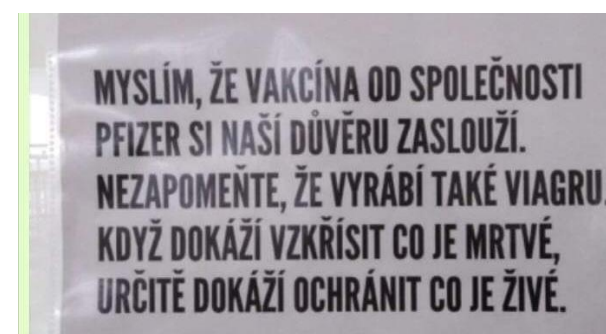 MYSLÍM, ŽE VAKCÍNA OD SPOLEČNOSTI
PFIZER SI NAŠÍ DŮVĚRU ZASLOUŽÍ.
NEZAPOMEŇTE, ŽE VYRÁBÍ TAKÉ VIAGRU.
KDYŽ DOKÁŽÍ VZKŘÍSIT CO JE MRTVÉ,
URČITĚ DOKÁŽÍ OCHRÁNIT CO JE ŽIVÉ.